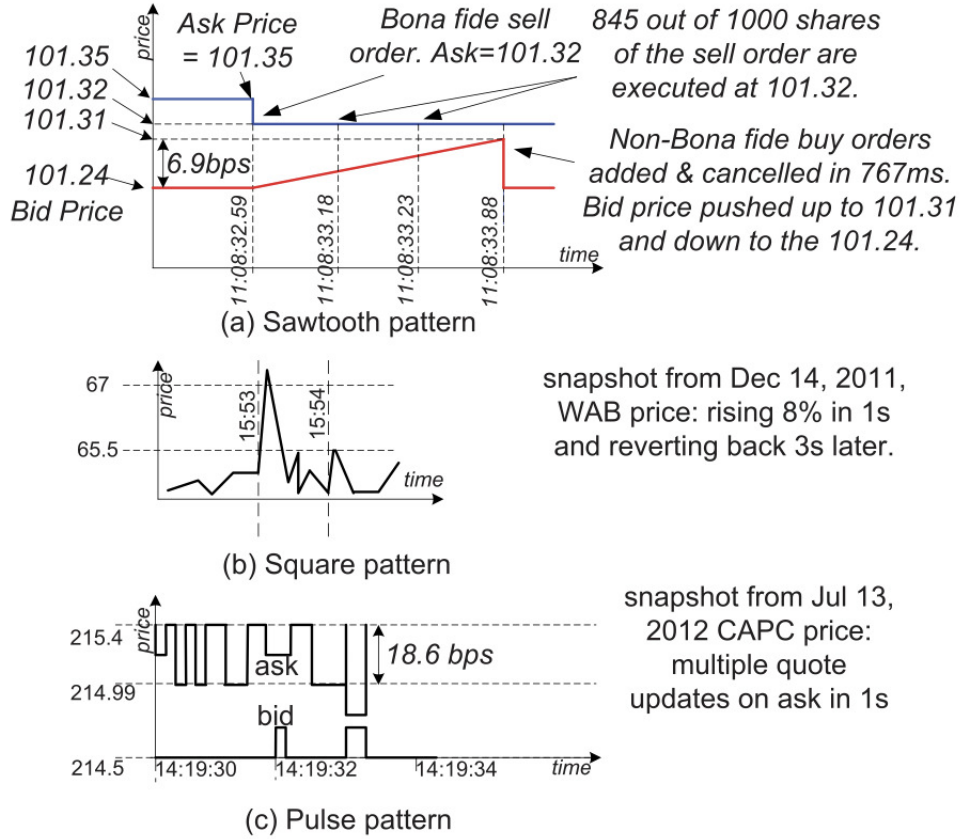 price
101.35
101.32
101.31
101.24
Bid Price
6.9bps
Ask Price
= 101.35
Bona fide sell
order. Ask=101.32
845 out of 1000 shares
of the sell order are
executed at 101.32.
Non-Bona fide buy orders
added & cancelled in 767ms.
Bid price pushed up to 101.31
and down to the 101.24.
11:08:32.59
11:08:33.18
11:08:33.23
11:08:33.88
time
(a) Sawtooth pattern
price
67
65.5
15:53
15:54
time
snapshot from Dec 14, 2011,
WAB price: rising 8% in 1s
and reverting back 3s later.
(b) Square pattern
price
215.4
214.99
214.5
ask
bid
18.6 bps
14:19:30
14:19:32
14:19:34
time
snapshot from Jul 13,
2012 CAPC price:
multiple quote
updates on ask in 1s
(c) Pulse pattern